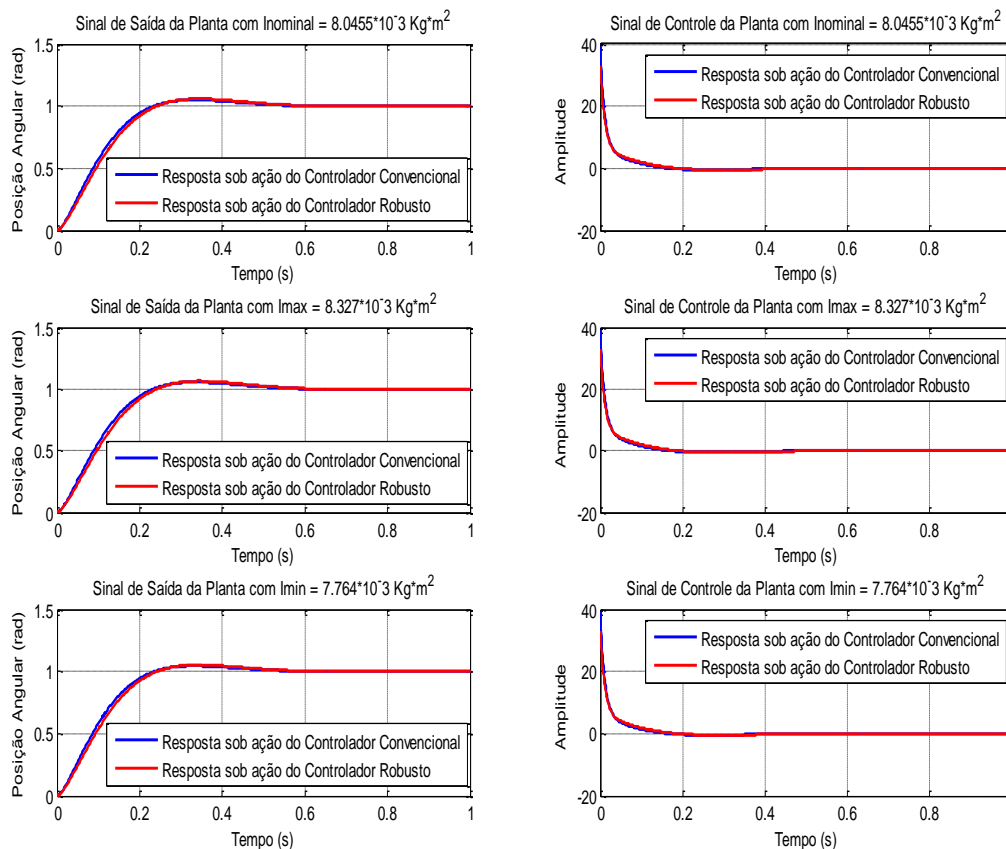 Sinal de Saída da Planta com Inominal = 8.0455*10-3 Kg*m2
Posição Angular (rad)
1.5
1
0.5
0
Resposta sob ação do Controlador Convencional
Resposta sob ação do Controlador Robusto
0 0.2 0.4 0.6 0.8 1
Tempo (s)
Sinal de Controle da Planta com Inominal = 8.0455*10-3 Kg*m2
Amplitude
40
20
0
-20
Resposta sob ação do Controlador Convencional
Resposta sob ação do Controlador Robusto
0 0.2 0.4 0.6 0.8
Tempo (s)
Sinal de Saída da Planta com Imax = 8.327*10-3 Kg*m2
Posição Angular (rad)
1.5
1
0.5
0
Resposta sob ação do Controlador Convencional
Resposta sob ação do Controlador Robusto
0 0.2 0.4 0.6 0.8 1
Tempo (s)
Sinal de Controle da Planta com Imax = 8.327*10-3 Kg*m2
Amplitude
40
20
0
-20
Resposta sob ação do Controlador Convencional
Resposta sob ação do Controlador Robusto
0 0.2 0.4 0.6 0.8
Tempo (s)
Sinal de Saída da Planta com Imin = 7.764*10-3 Kg*m2
Posição Angular (rad)
1.5
1
0.5
0
Resposta sob ação do Controlador Convencional
Resposta sob ação do Controlador Robusto
0 0.2 0.4 0.6 0.8 1
Tempo (s)
Sinal de Controle da Planta com Imin = 7.764*10-3 Kg*m2
Amplitude
40
20
0
-20
Resposta sob ação do Controlador Convencional
Resposta sob ação do Controlador Robusto
0 0.2 0.4 0.6 0.8
Tempo (s)